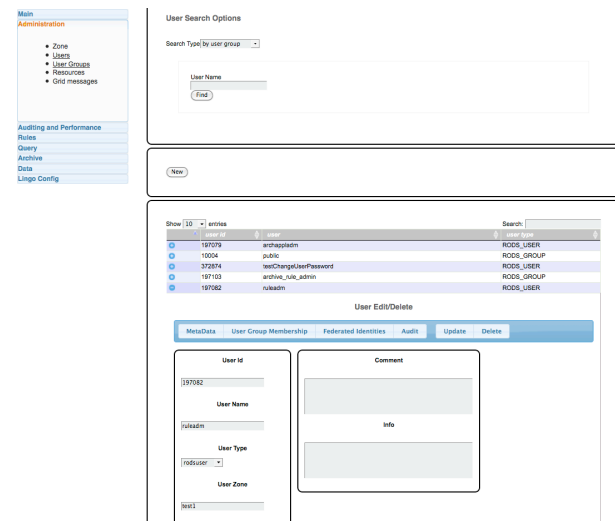 Main
Administration
Zone
Users
User Groups
Resources
Grid messages
Auditing and Performance
Rules
Query
Archive
Data
Lingo Config
User Search Options
Search Type by user group
User Name
Find
New
Show 10 entries Search:
user id user user type
197079 archappladm RODS_USER
10004 public RODS_GROUP
372874 testChangeUserPassword RODS_USER
197103 archive_rule_admin RODS_GROUP
197082 ruleadm RODS_USER
User Edit/Delete
MetaData User Group Membership Federated Identities Audit Update Delete
User Id
197082
User Name
ruleadm
User Type
rodsuser
User Zone
test1
Comment
Info